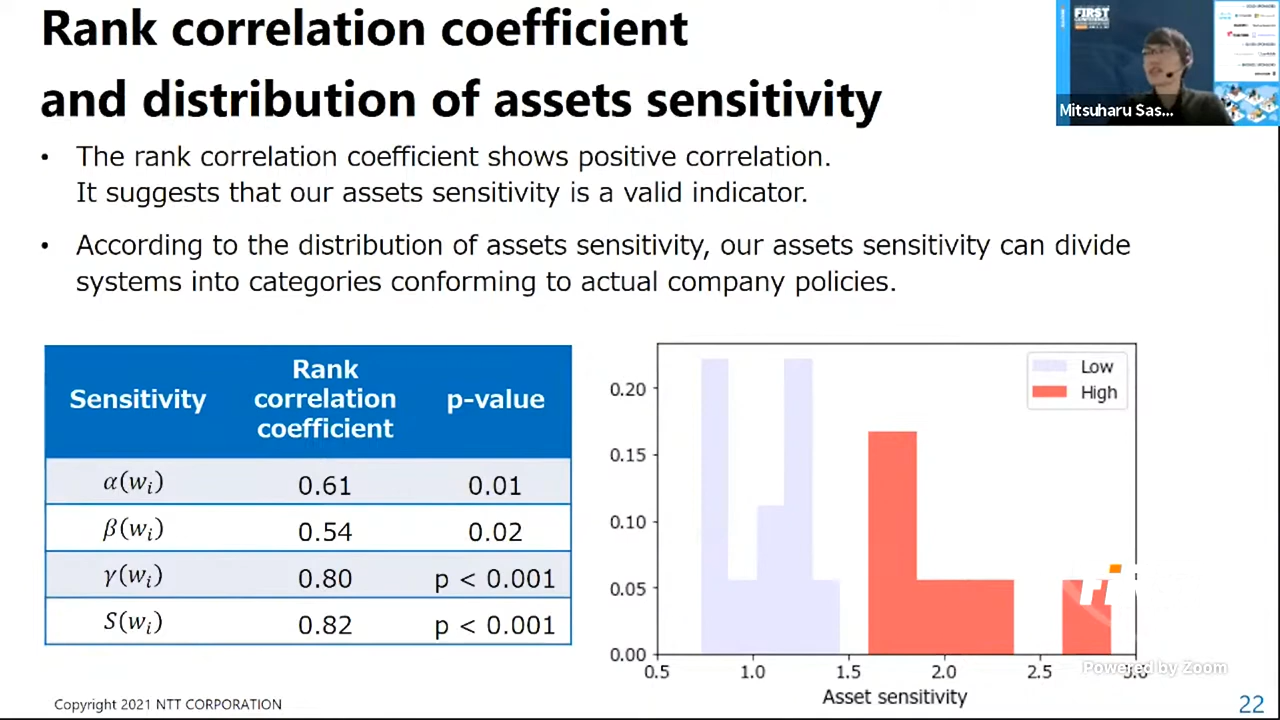 Rank correlation coefficient
and distribution of assets sensitivity
FIRST
Mitsuharu Sas...
• The rank correlation coefficient shows positive correlation.
It suggests that our assets sensitivity is a valid indicator.
• According to the distribution of assets sensitivity, our assets sensitivity can divide
systems into categories conforming to actual company policies.
Sensitivity Rank correlation coefficient p-value
α(wᵢ) 0.61 0.01
β(wᵢ) 0.54 0.02
γ(wᵢ) 0.80 p < 0.001
S(wᵢ) 0.82 p < 0.001
Low
High
0.20
0.15
0.10
0.05
0.00
0.5 1.0 1.5 2.0 2.5 3.0
Asset sensitivity
Powered by Zoom
Copyright 2021 NTT CORPORATION
22